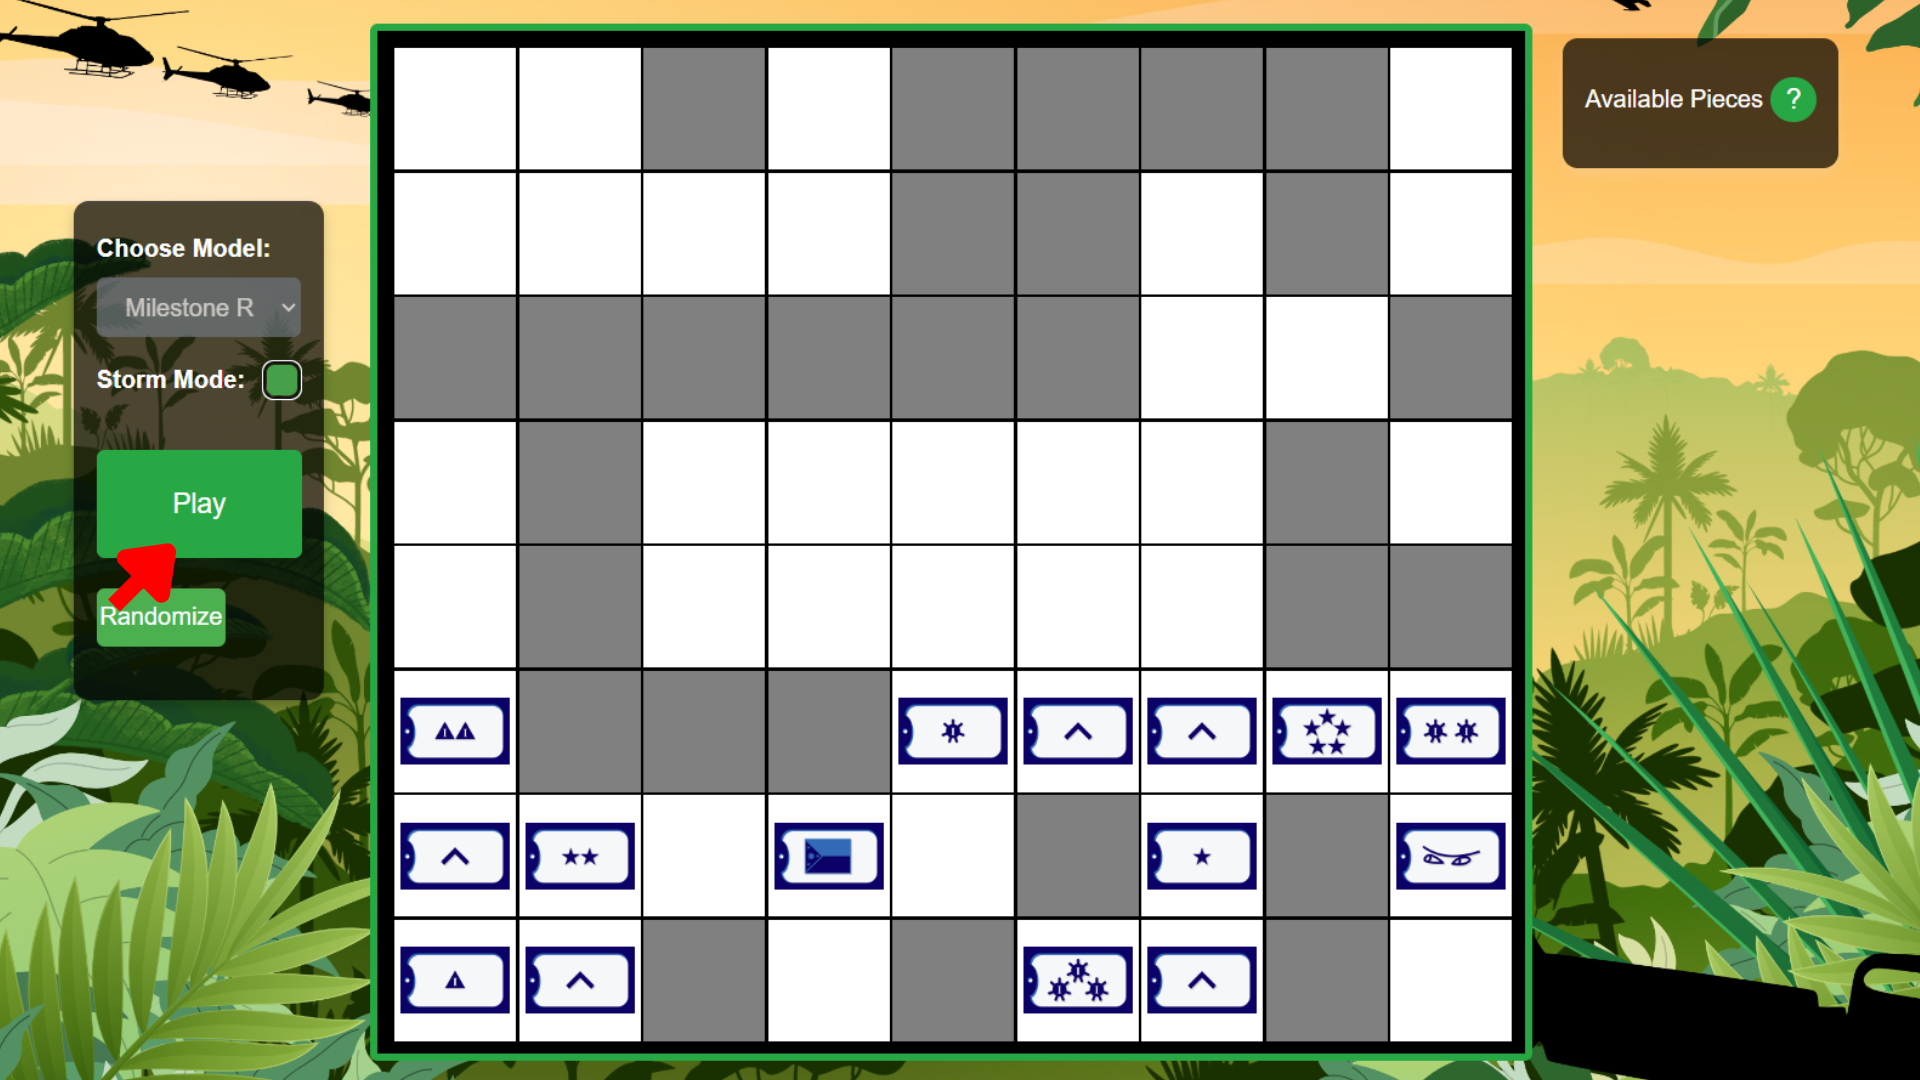 Available Pieces ?
Choose Model:
Milestone R
Storm Mode:
Play
Randomize